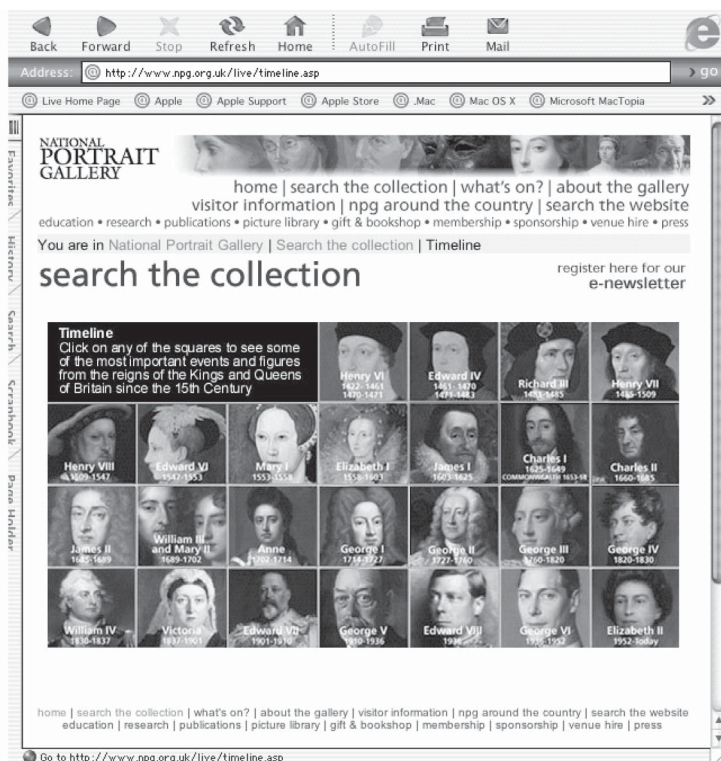 Back Forward Stop Refresh Home AutoFill Print Mail
Address: http://www.npg.org.uk/live/timeline.asp go
Live Home Page Apple Apple Support Apple Store .Mac Mac OS X Microsoft MacTopia
Favorites
History
Search
Scrapbook
Page Holder
NATIONAL
PORTRAIT
GALLERY
home | search the collection | what's on? | about the gallery
visitor information | npg around the country | search the website
education • research • publications • picture library • gift & bookshop • membership • sponsorship • venue hire • press
You are in National Portrait Gallery | Search the collection | Timeline
search the collection
register here for our
e-newsletter
Timeline
Click on any of the squares to see some
of the most important events and figures
from the reigns of the Kings and Queens
of Britain since the 15th Century
Henry VI
1422-1461
1470-1471
Edward IV
1461-1470
1471-1483
Richard III
1483-1485
Henry VII
1485-1509
Henry VIII
1509-1547
Edward VI
1547-1553
Mary I
1553-1558
Elizabeth I
1558-1603
James I
1603-1625
Charles I
1625-1649
COMMONWEALTH 1653-58
Charles II
1660-1685
James II
1685-1689
William III
and Mary II
1689-1702
Anne
1702-1714
George I
1714-1727
George II
1727-1760
George III
1760-1820
George IV
1820-1830
William IV
1830-1837
Victoria
1837-1901
Edward VII
1901-1910
George V
1910-1936
Edward VIII
1936
George VI
1936-1952
Elizabeth II
1952-Today
home | search the collection | what's on? | about the gallery | visitor information | npg around the country | search the website
education | research | publications | picture library | gift & bookshop | membership | sponsorship | venue hire | press
Go to http://www.npg.org.uk/live/timeline.asp